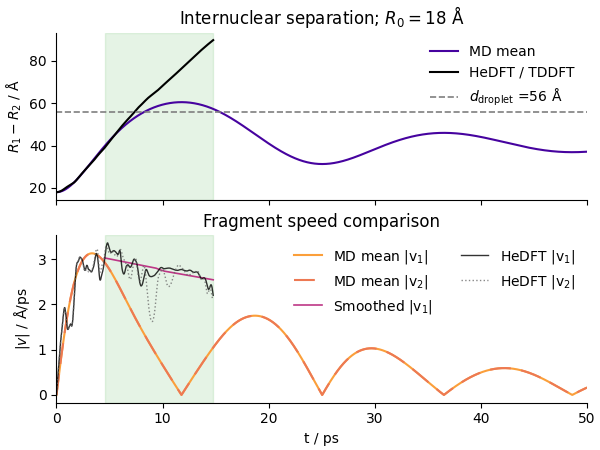 Internuclear separation; R₀ = 18 Å
R₁ − R₂ / Å
80
60
40
20
MD mean
HeDFT / TDDFT
d_droplet =56 Å
Fragment speed comparison
|v| / Å/ps
3
2
1
0
MD mean |v₁|
MD mean |v₂|
Smoothed |v₁|
HeDFT |v₁|
HeDFT |v₂|
0 10 20 30 40 50
t / ps